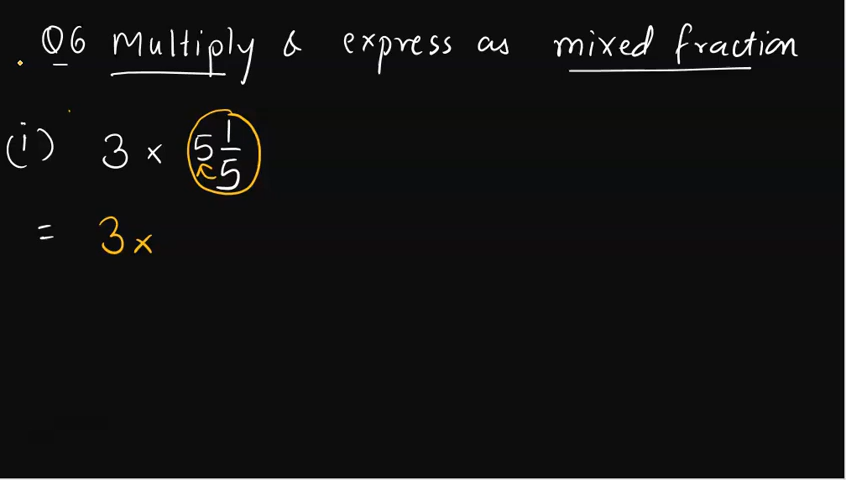 Q6 Multiply & express as mixed fraction
(i) 3 × 5 1/5
= 3 ×